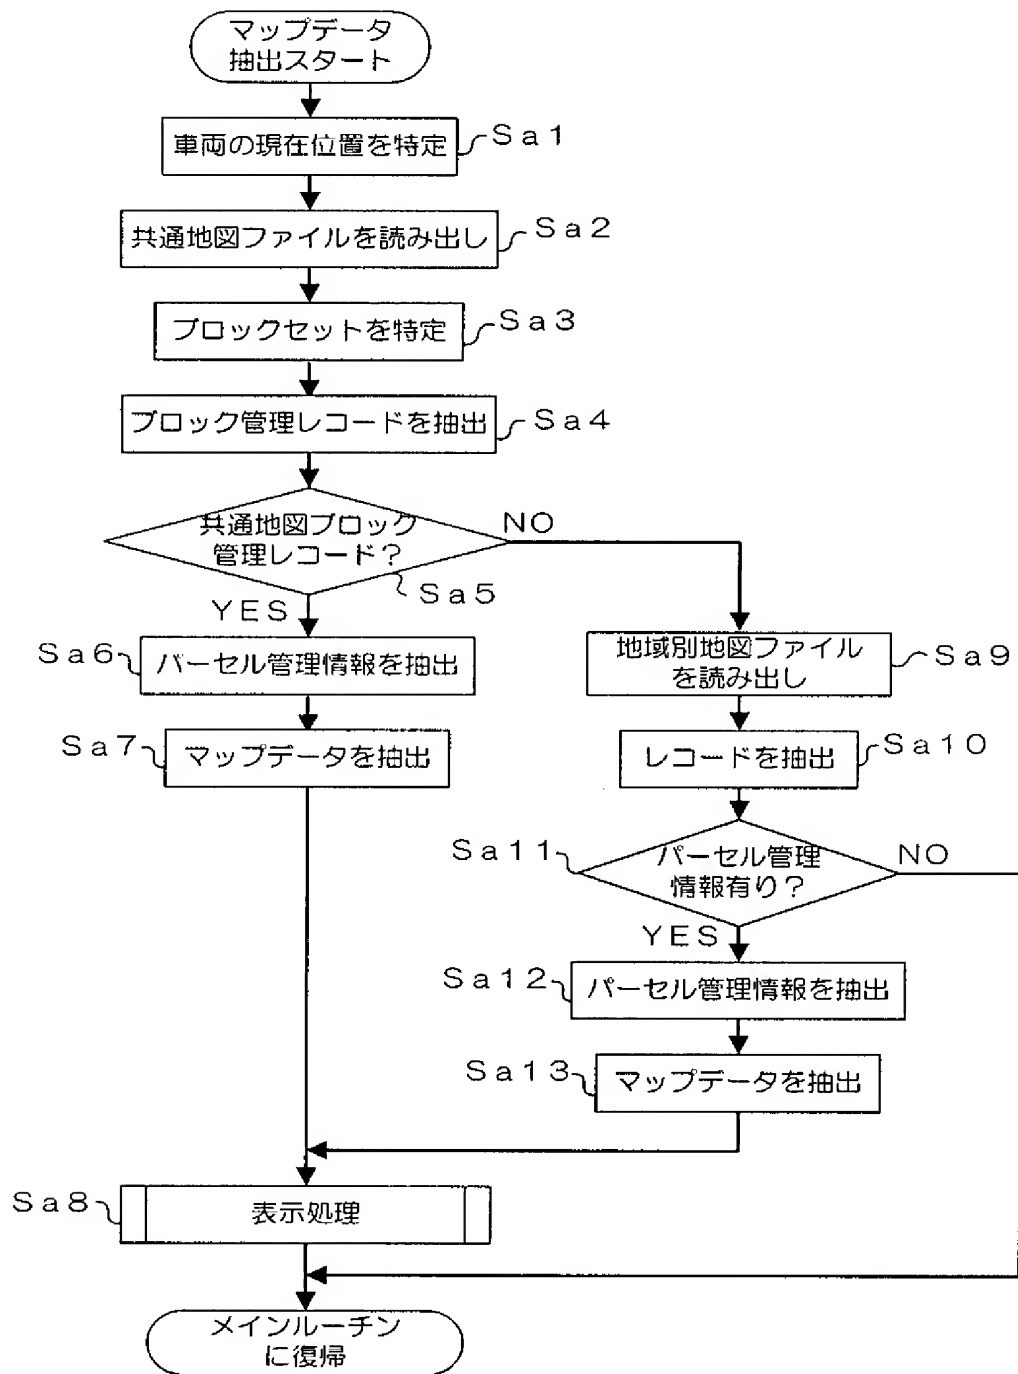 マップデータ
抽出スタート
車両の現在位置を特定
Sa1
共通地図ファイルを読み出し
Sa2
ブロックセットを特定
Sa3
ブロック管理レコードを抽出
Sa4
共通地図ブロック
管理レコード?
NO
Sa5
YES
Sa6
パーセル管理情報を抽出
Sa7
マップデータを抽出
地域別地図ファイル
を読み出し
Sa9
レコードを抽出
Sa10
Sa11
パーセル管理
情報有り?
NO
YES
Sa12
パーセル管理情報を抽出
Sa13
マップデータを抽出
Sa8
表示処理
メインルーチン
に復帰